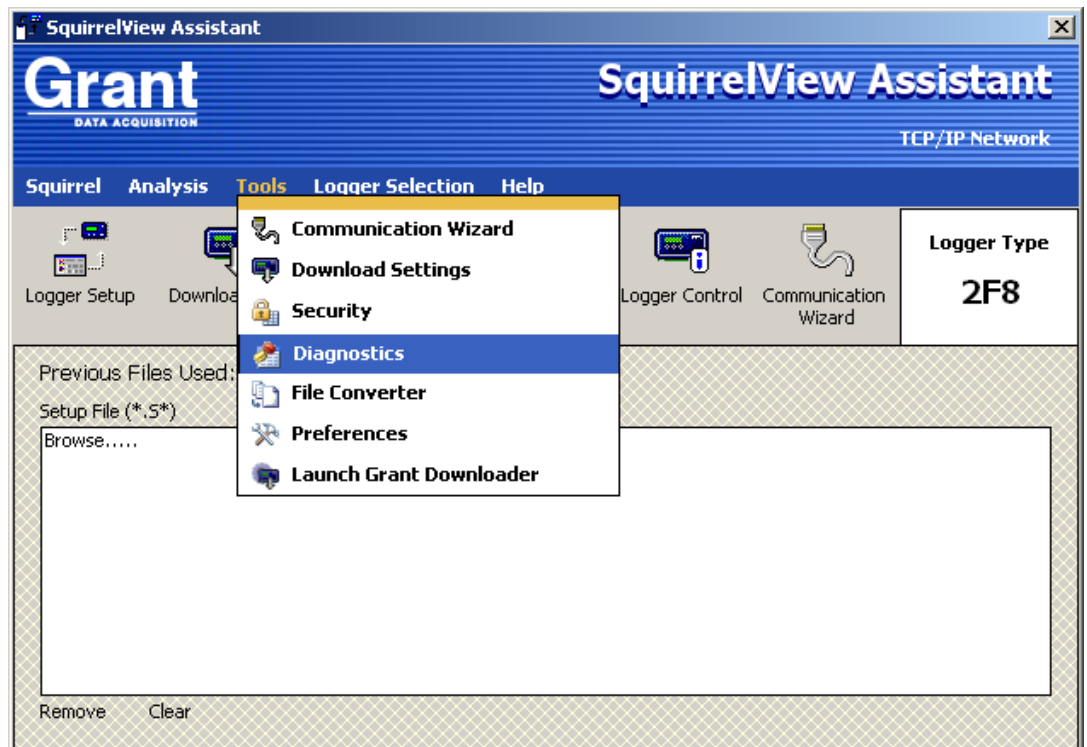 SquirrelView Assistant
Grant
DATA ACQUISITION
SquirrelView Assistant
TCP/IP Network
Squirrel Analysis Tools Logger Selection Help
Communication Wizard
Download Settings
Security
Diagnostics
File Converter
Preferences
Launch Grant Downloader
Logger Setup
Downloa
Logger Control
Communication
Wizard
Logger Type
2F8
Previous Files Used:
Setup File (*.S*)
Browse.....
Remove Clear